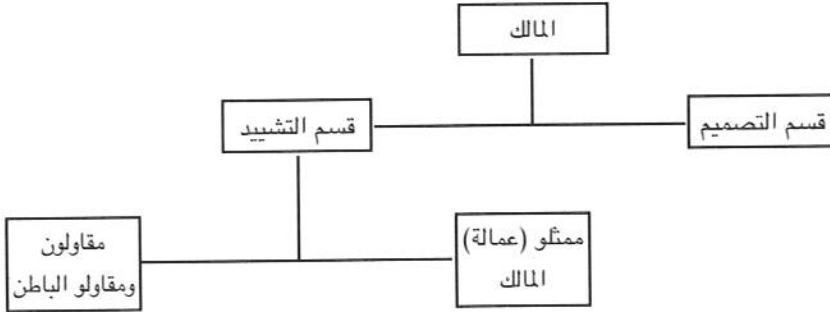 المالك
قسم التصميم
قسم التشييد
ممثلو (عمالة)
المالك
مقاولون
ومقاولو الباطن